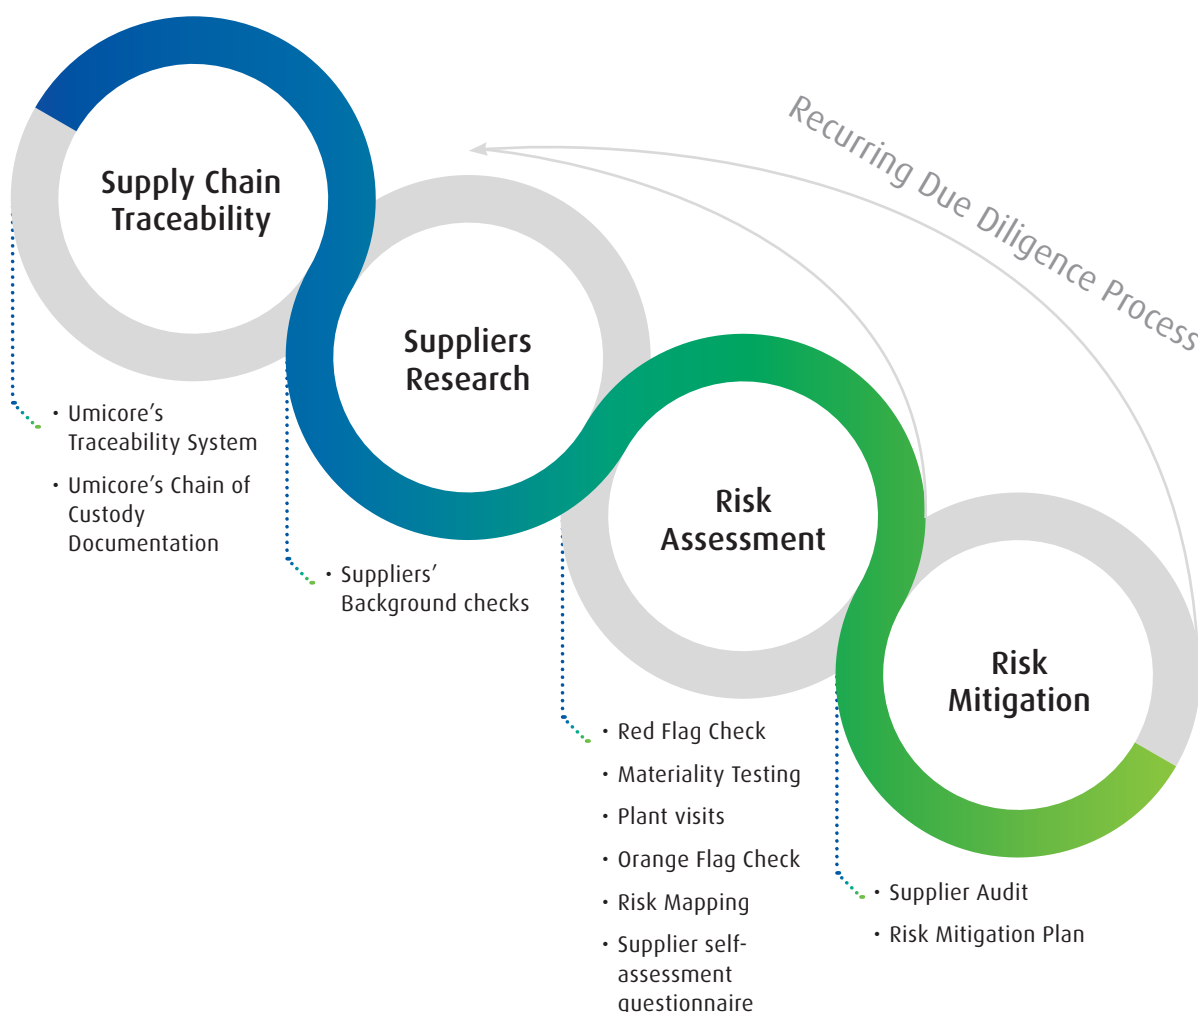 Recurring Due Diligence Process
Supply Chain
Traceability
• Umicore’s
Traceability System
• Umicore’s Chain of
Custody
Documentation
Suppliers
Research
• Suppliers’
Background checks
Risk
Assessment
• Red Flag Check
• Materiality Testing
• Plant visits
• Orange Flag Check
• Risk Mapping
• Supplier self-
assessment
questionnaire
Risk
Mitigation
• Supplier Audit
• Risk Mitigation Plan